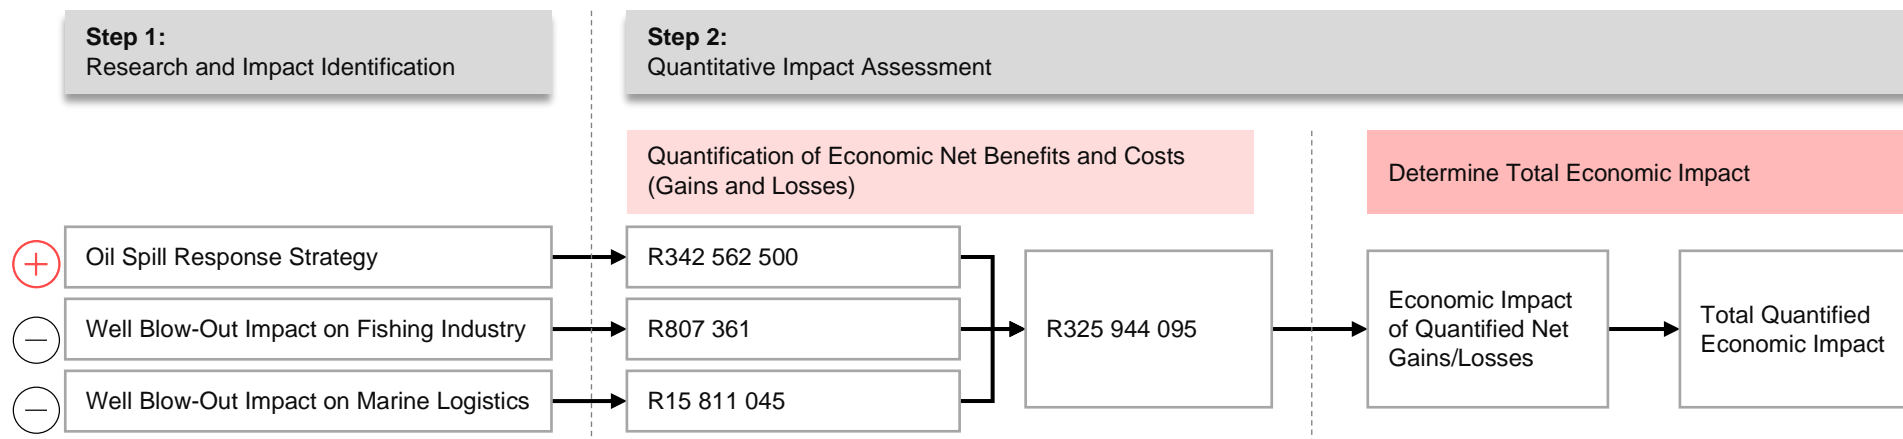 Step 1:
Research and Impact Identification
Step 2:
Quantitative Impact Assessment
Quantification of Economic Net Benefits and Costs
(Gains and Losses)
Determine Total Economic Impact
Oil Spill Response Strategy
R342 562 500
Well Blow-Out Impact on Fishing Industry
R807 361
Well Blow-Out Impact on Marine Logistics
R15 811 045
R325 944 095
Economic Impact
of Quantified Net
Gains/Losses
Total Quantified
Economic Impact